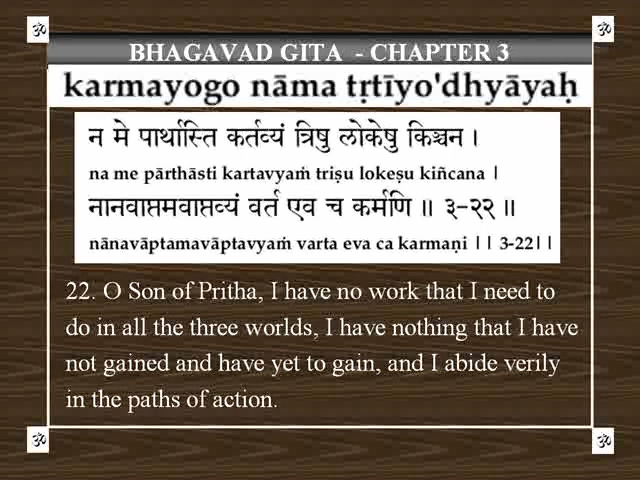 ॐ ॐ
BHAGAVAD GITA - CHAPTER 3
karmayogo nāma tṛtīyo'dhyāyaḥ
न मे पार्थास्ति कर्तव्यं त्रिषु लोकेषु किञ्चन ।
na me pārthāsti kartavyaṁ triṣu lokeṣu kiñcana |
नानवाप्तमवाप्तव्यं वर्त एव च कर्मणि ॥ ३-२२ ॥
nānavāptamavāptavyaṁ varta eva ca karmaṇi || 3-22||
22. O Son of Pritha, I have no work that I need to
do in all the three worlds, I have nothing that I have
not gained and have yet to gain, and I abide verily
in the paths of action.
ॐ ॐ